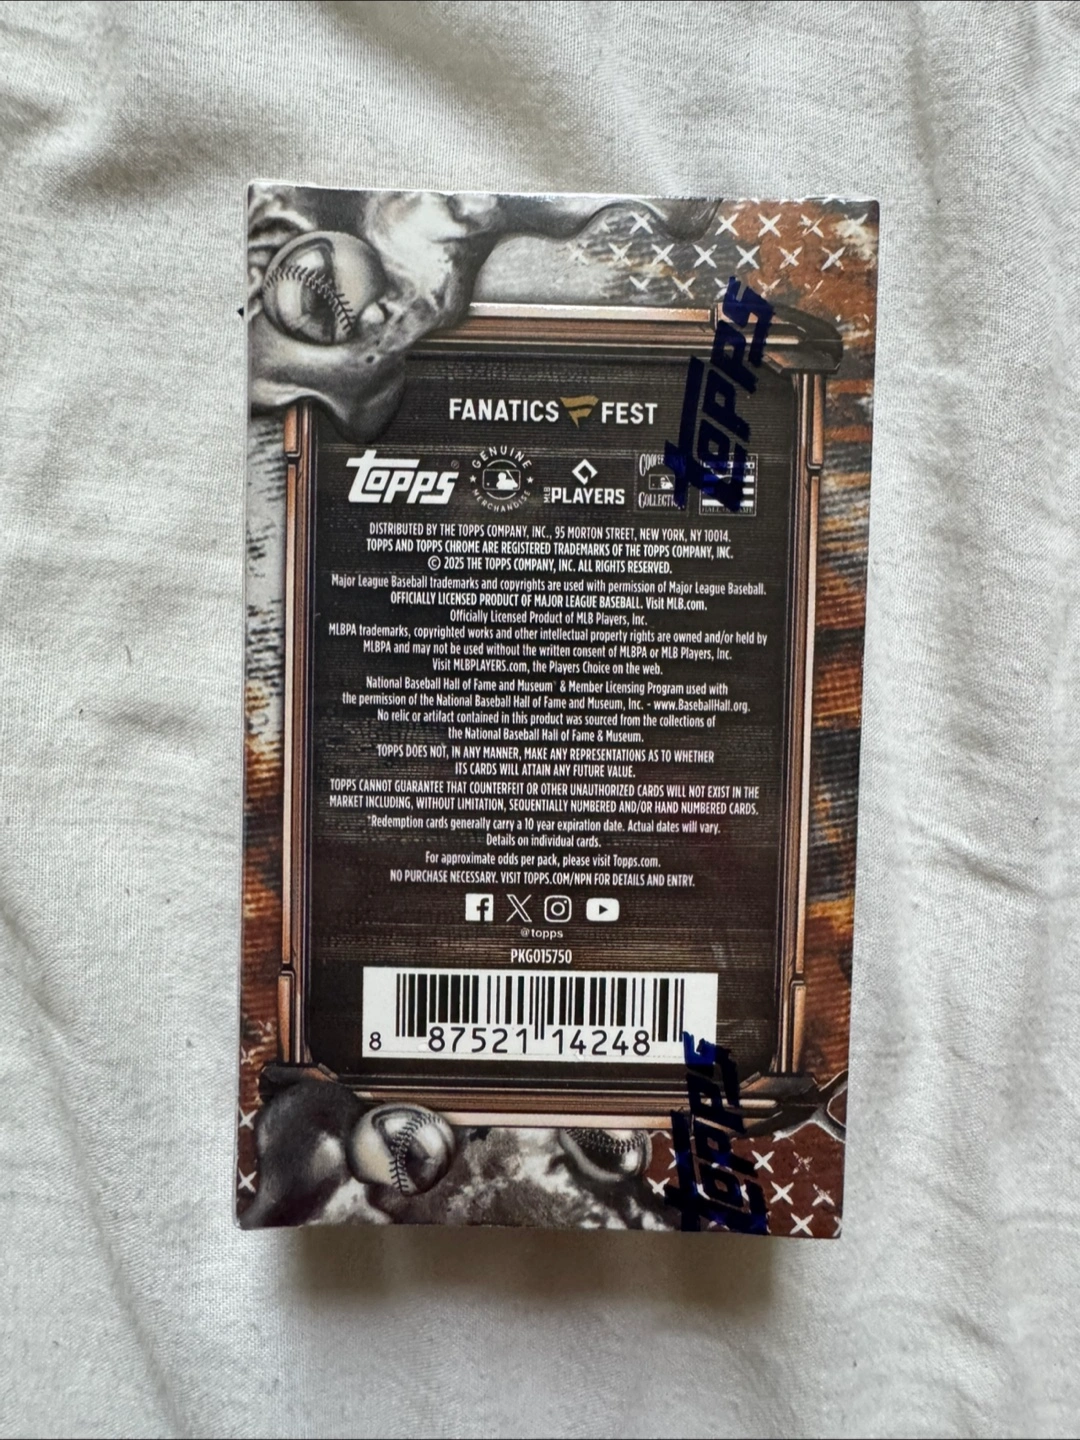 FANATICS FEST
TOPPS
TOPPS ® GENUINE MERCHANDISE MLB PLAYERS
DISTRIBUTED BY THE TOPPS COMPANY, INC., 95 MORTON STREET, NEW YORK, NY 10014.
TOPPS AND TOPPS CHROME ARE REGISTERED TRADEMARKS OF THE TOPPS COMPANY, INC.
© 2025 THE TOPPS COMPANY, INC. ALL RIGHTS RESERVED.
Major League Baseball trademarks and copyrights are used with permission of Major League Baseball.
OFFICIALLY LICENSED PRODUCT OF MAJOR LEAGUE BASEBALL. Visit MLB.com.
Officially Licensed Product of MLB Players, Inc.
MLBPA trademarks, copyrighted works and other intellectual property rights are owned and/or held by
MLBPA and may not be used without the written consent of MLBPA or MLB Players, Inc.
Visit MLBPLAYERS.com, the Players Choice on the web.
National Baseball Hall of Fame and Museum & Member Licensing Program used with
the permission of the National Baseball Hall of Fame and Museum, Inc. - www.BaseballHall.org.
No relic or artifact contained in this product was sourced from the collections of
the National Baseball Hall of Fame & Museum.
TOPPS DOES NOT, IN ANY MANNER, MAKE ANY REPRESENTATIONS AS TO WHETHER
ITS CARDS WILL ATTAIN ANY FUTURE VALUE.
TOPPS CANNOT GUARANTEE THAT COUNTERFEIT OR OTHER UNAUTHORIZED CARDS WILL NOT EXIST IN THE
MARKET INCLUDING, WITHOUT LIMITATION, SEQUENTIALLY NUMBERED AND/OR HAND NUMBERED CARDS.
*Redemption cards generally carry a 10 year expiration date. Actual dates will vary.
Details on individual cards.
For approximate odds per pack, please visit Topps.com.
NO PURCHASE NECESSARY. VISIT TOPPS.COM/NPN FOR DETAILS AND ENTRY.
@topps
PKG015750
8 87521 14248
TOPPS